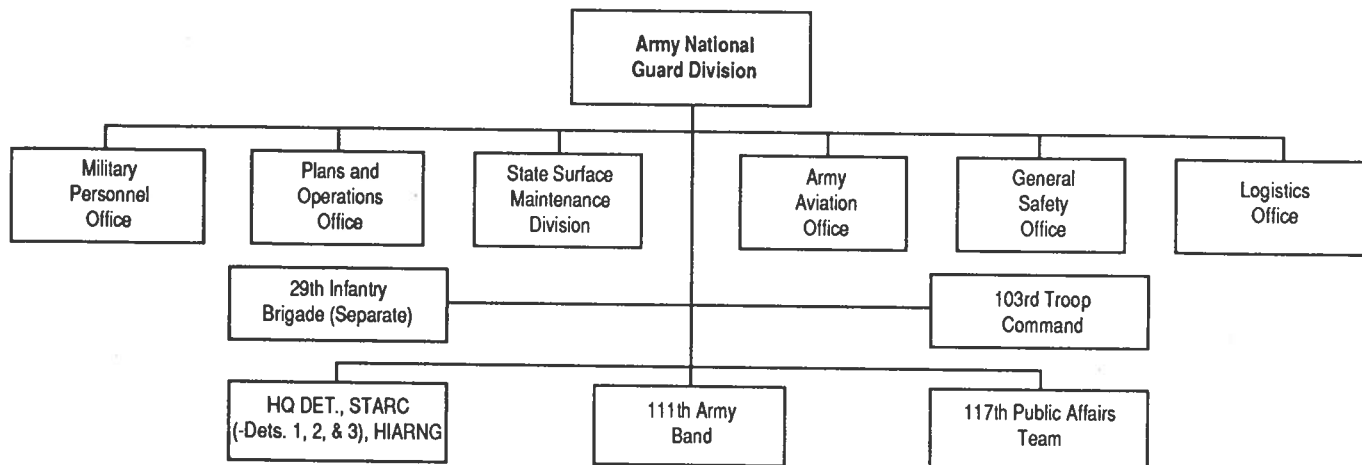 Army National
Guard Division
Military
Personnel
Office
Plans and
Operations
Office
State Surface
Maintenance
Division
Army
Aviation
Office
General
Safety
Office
Logistics
Office
29th Infantry
Brigade (Separate)
103rd Troop
Command
HQ DET., STARC
(-Dets. 1, 2, & 3), HIARNG
111th Army
Band
117th Public Affairs
Team